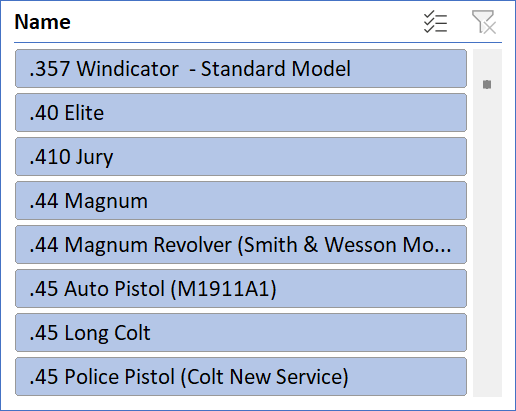 Name
.357 Windicator  - Standard Model
.40 Elite
.410 Jury
.44 Magnum
.44 Magnum Revolver (Smith & Wesson Mo...
.45 Auto Pistol (M1911A1)
.45 Long Colt
.45 Police Pistol (Colt New Service)